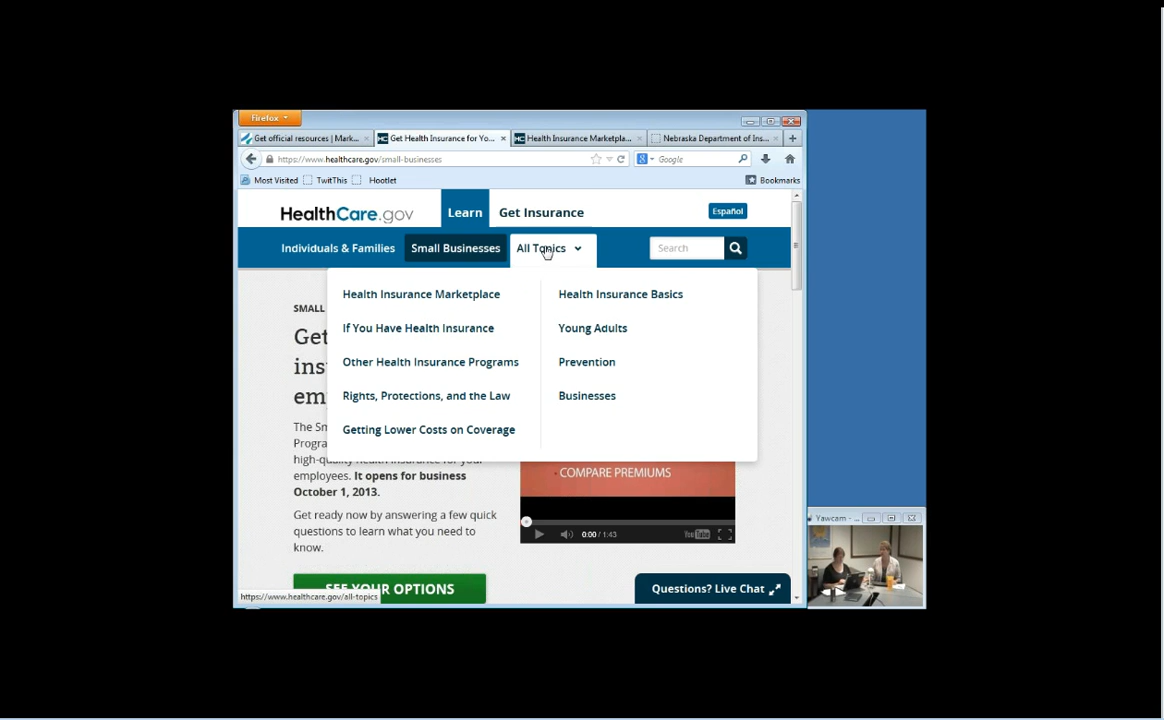 Firefox
Get official resources | Mark...
Get Health Insurance for Yo...
Health Insurance Marketpla...
Nebraska Department of Ins...
https://www.healthcare.gov/small-businesses
Google
Most Visited
TwitThis
Hootlet
Bookmarks
HealthCare.gov
Learn
Get Insurance
Español
Individuals & Families
Small Businesses
All Topics
Search
Health Insurance Marketplace
Health Insurance Basics
If You Have Health Insurance
Young Adults
Other Health Insurance Programs
Prevention
Rights, Protections, and the Law
Businesses
Getting Lower Costs on Coverage
SMALL
Get
ins
em
The Sm
Progra
high-quality health insurance for your
employees. It opens for business
October 1, 2013.
Get ready now by answering a few quick
questions to learn what you need to
know.
SEE YOUR OPTIONS
- COMPARE PREMIUMS
0:00 / 1:43
YouTube
Questions? Live Chat
https://www.healthcare.gov/all-topics
Yawcam - ...